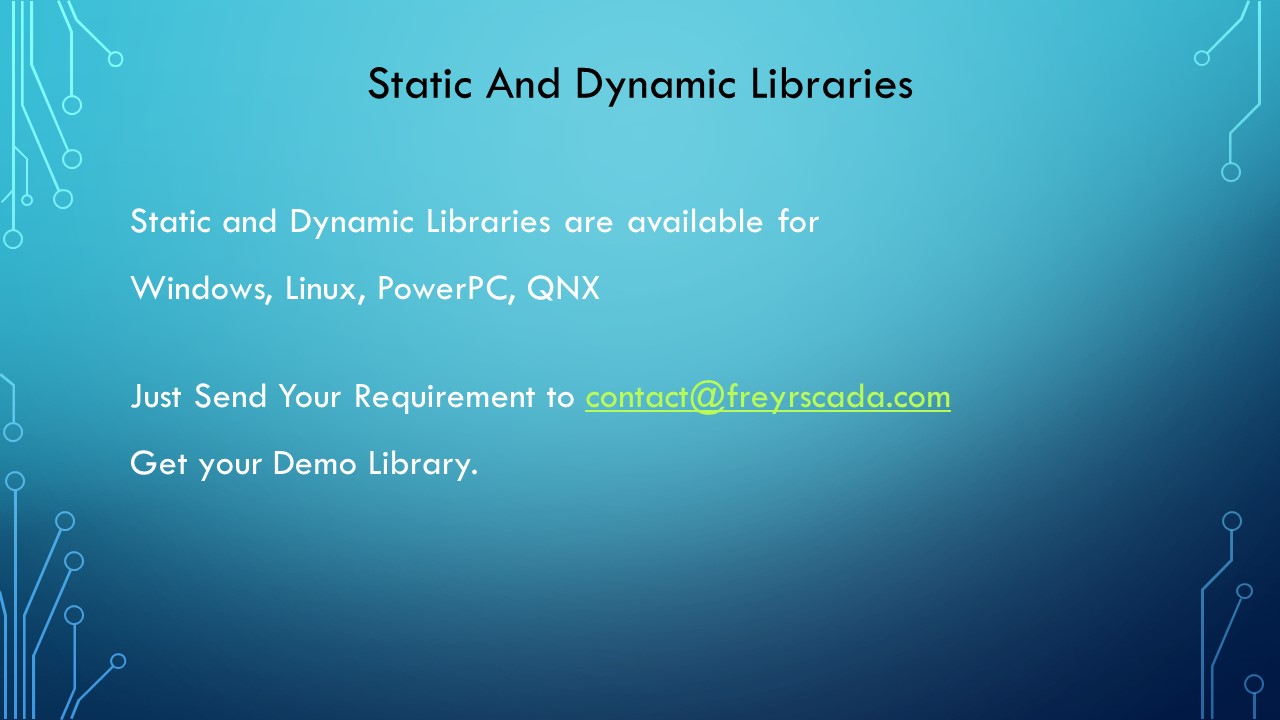 Static And Dynamic Libraries
Static and Dynamic Libraries are available for
Windows, Linux, PowerPC, QNX
Just Send Your Requirement to contact@freyrscada.com
Get your Demo Library.